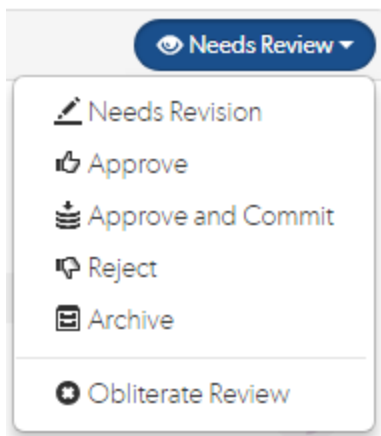 Needs Review
Needs Revision
Approve
Approve and Commit
Reject
Archive
Obliterate Review